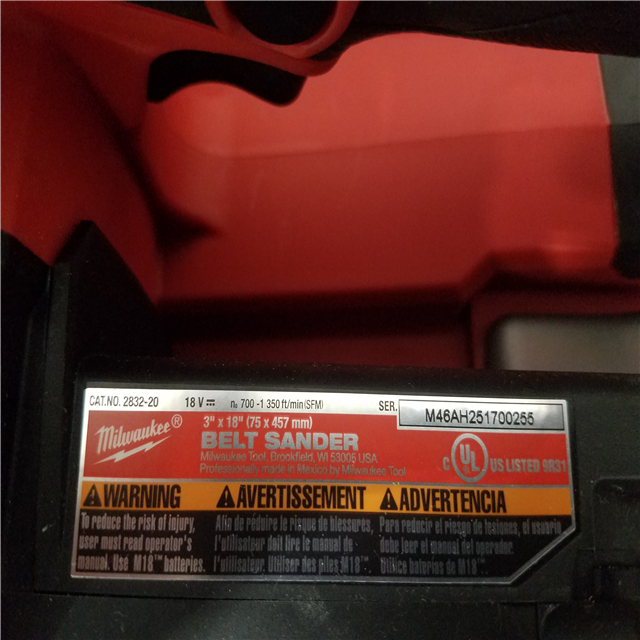 CAT.NO. 2832-20 18 V⎓ n₀ 700 -1 350 ft/min(SFM) SER. M46AH251700255
Milwaukee®
3" x 18" (75 x 457 mm)
BELT SANDER
Milwaukee Tool, Brookfield, WI 53005 USA
Professionally made in Mexico by Milwaukee Tool
C UL US LISTED 9R31
WARNING AVERTISSEMENT ADVERTENCIA
To reduce the risk of injury, user must read operator's manual. Use M18™ batteries.
Afin de réduire le risque de blessures, l'utilisateur doit lire le manuel de l'utilisateur. Utiliser des piles M18™.
Para reducir el riesgo de lesiones, el usuario debe leer el manual del operador. Utilice baterías de M18™.